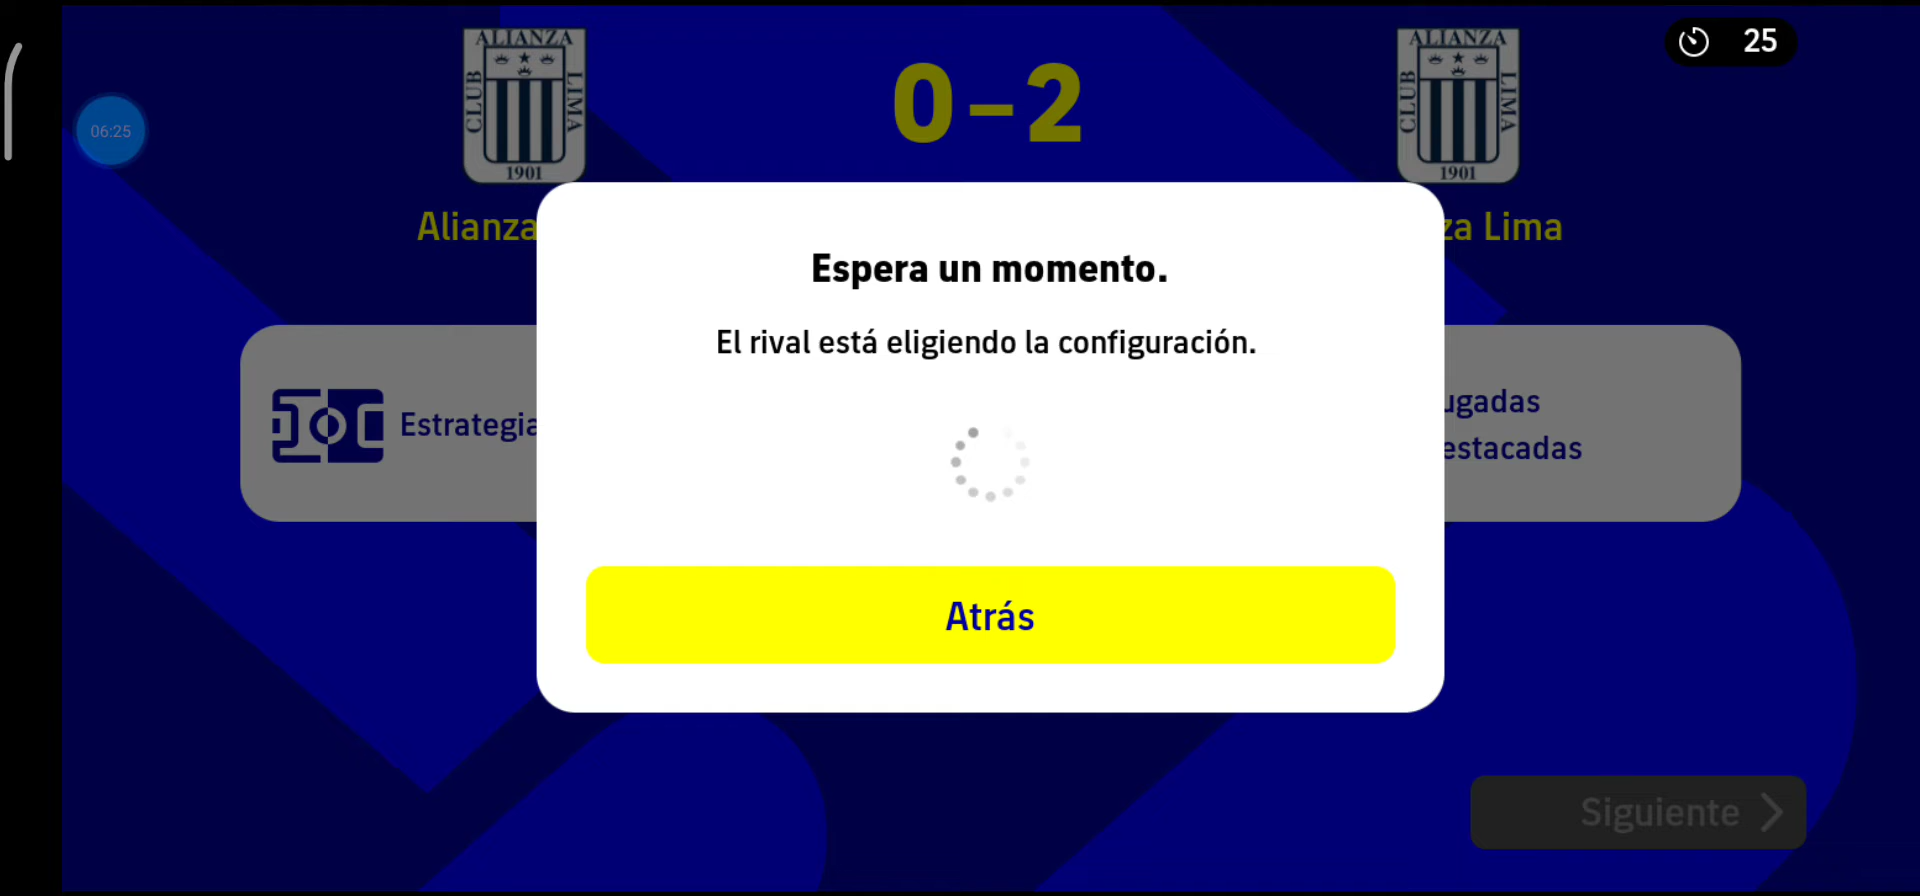 25
06:25
ALIANZA
CLUB
LIMA
1901
0-2
ALIANZA
CLUB
LIMA
1901
Alianza
za Lima
Espera un momento.
El rival está eligiendo la configuración.
Estrategia
ugadas
estacadas
Atrás
Siguiente